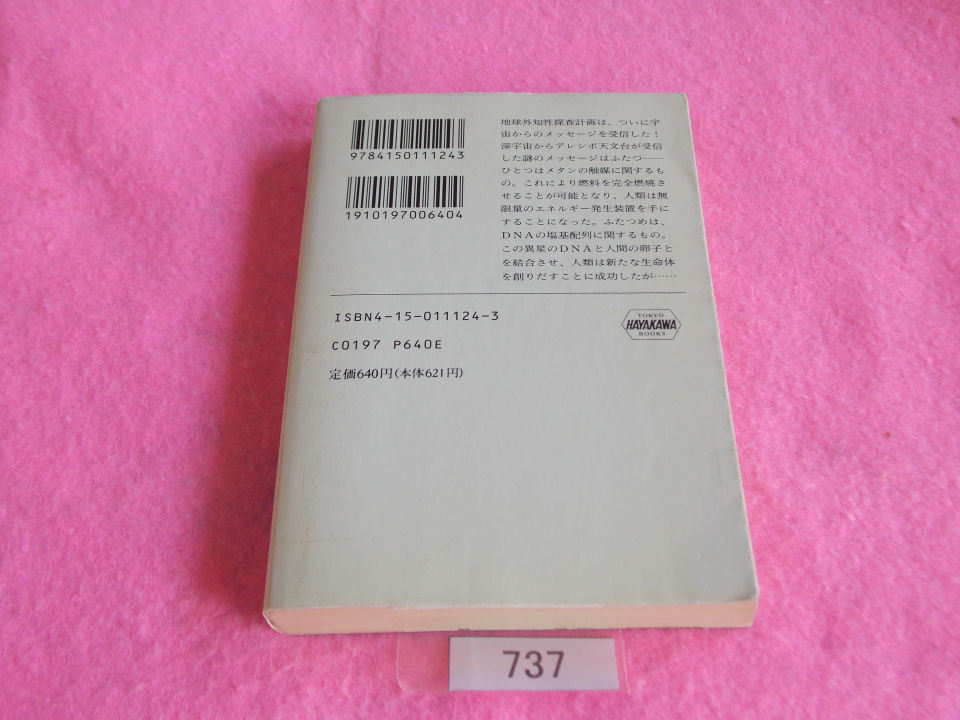 9784150111243
1910197006404
地球外知性探査計画は、ついに宇
宙からのメッセージを受信した！
深宇宙からアレシボ天文台が受信
した謎のメッセージはふたつ——
ひとつはメタンの触媒に関するも
の。これにより燃料を完全燃焼さ
せることが可能となり、人類は無
限量のエネルギー発生装置を手に
することになった。ふたつめは、
DNAの塩基配列に関するもの。
この異星のDNAと人間の卵子と
を結合させ、人類は新たな生命体
を創りだすことに成功したが……
ISBN4-15-011124-3
C0197 P640E
定価640円(本体621円)
TOKYO
HAYAKAWA
BOOKS
737